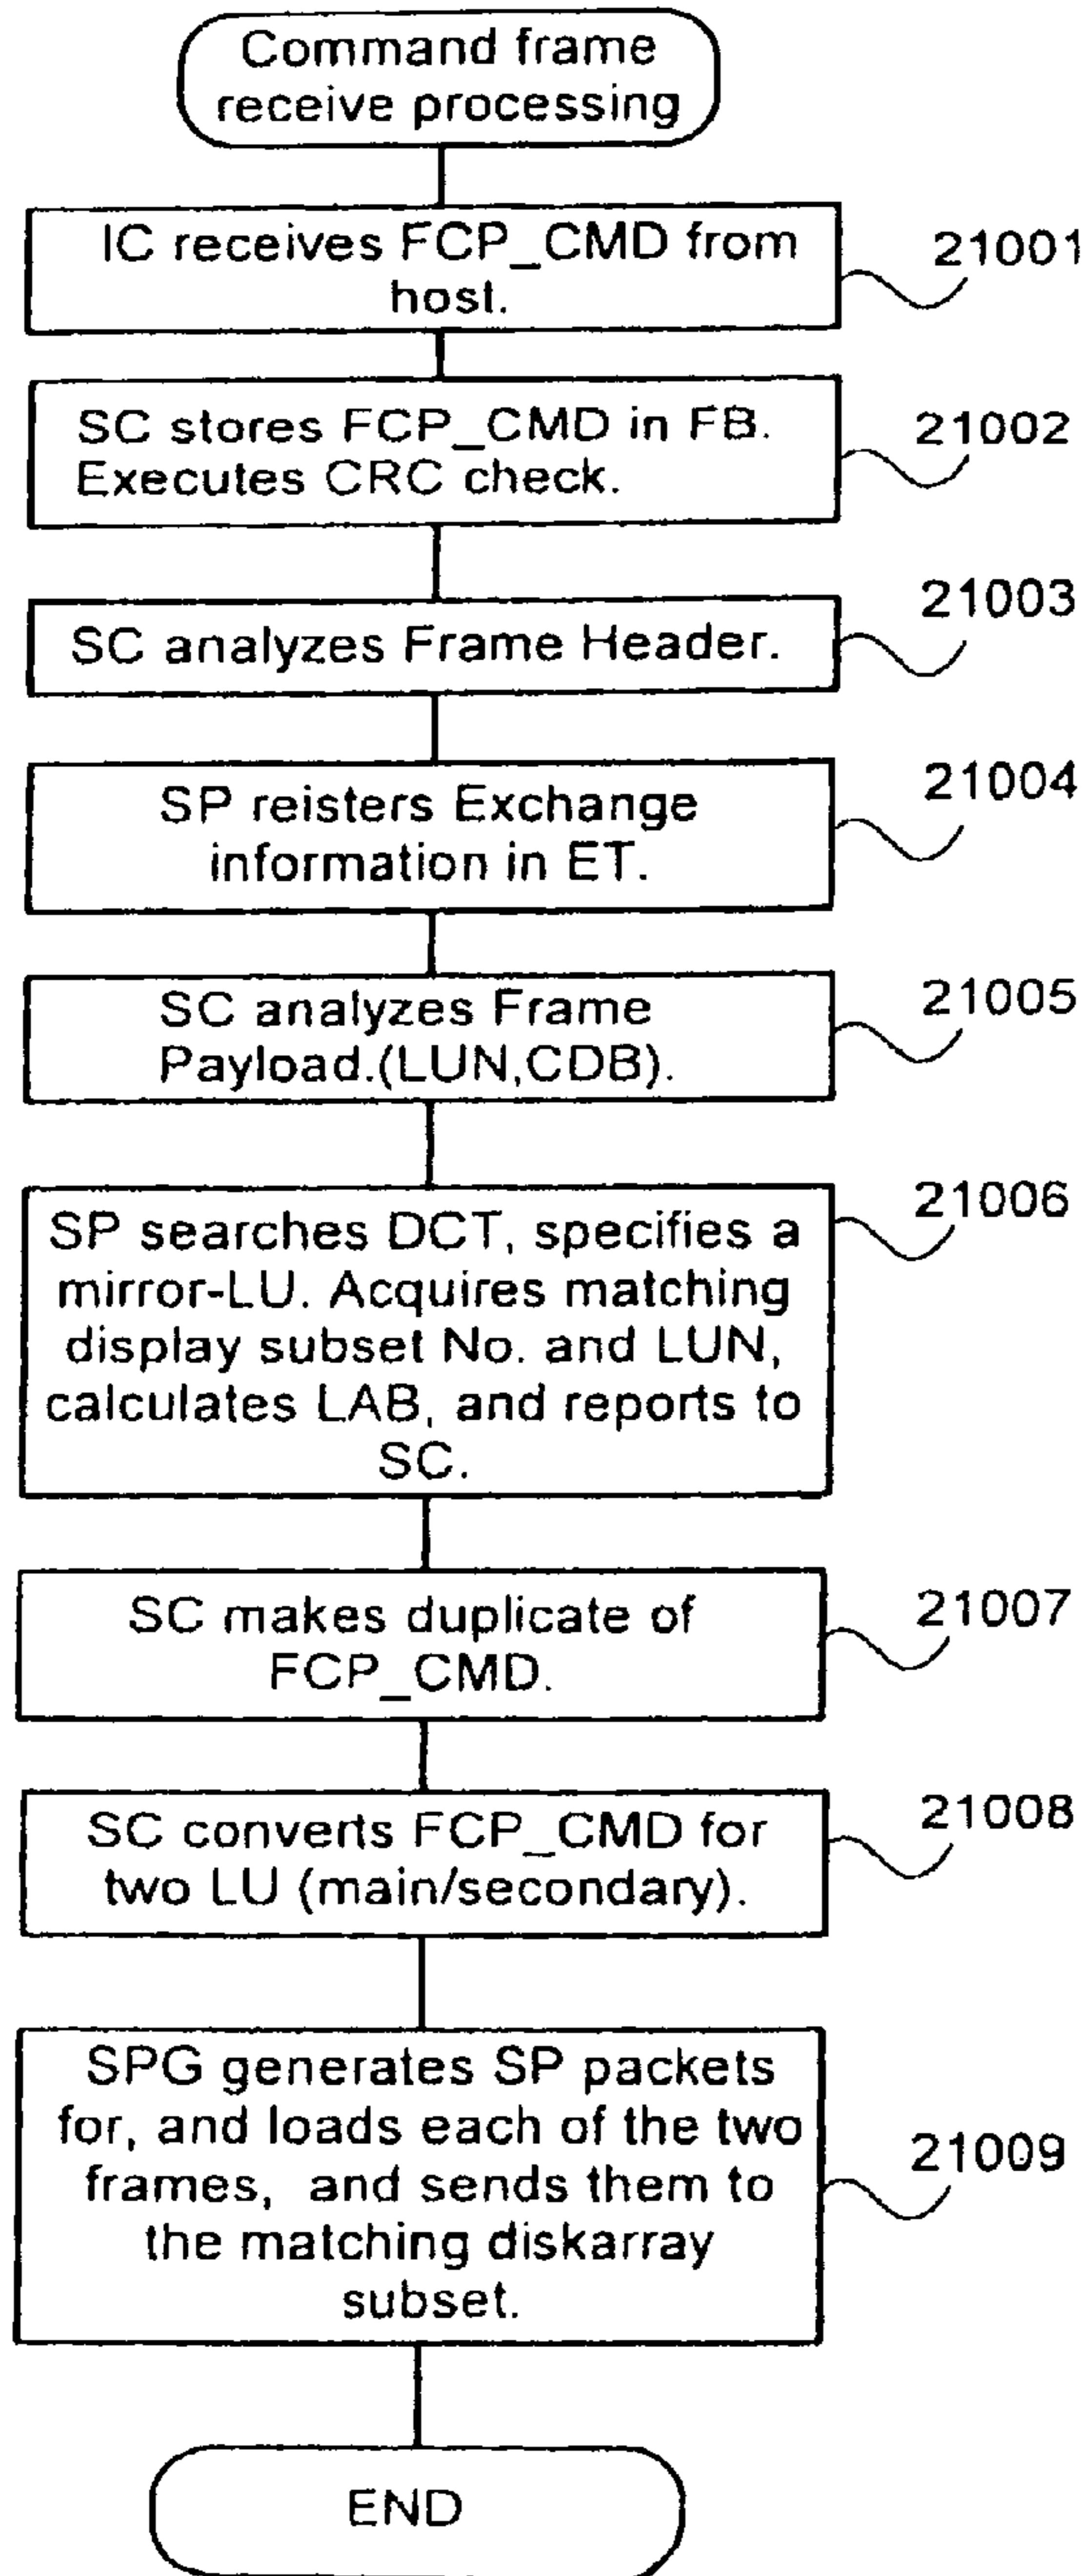 Command frame
receive processing
IC receives FCP_CMD from
host.
21001
SC stores FCP_CMD in FB.
Executes CRC check.
21002
SC analyzes Frame Header.
21003
SP reisters Exchange
information in ET.
21004
SC analyzes Frame
Payload.(LUN,CDB).
21005
SP searches DCT, specifies a
mirror-LU. Acquires matching
display subset No. and LUN,
calculates LAB, and reports to
SC.
21006
SC makes duplicate of
FCP_CMD.
21007
SC converts FCP_CMD for
two LU (main/secondary).
21008
SPG generates SP packets
for, and loads each of the two
frames, and sends them to
the matching diskarray
subset.
21009
END